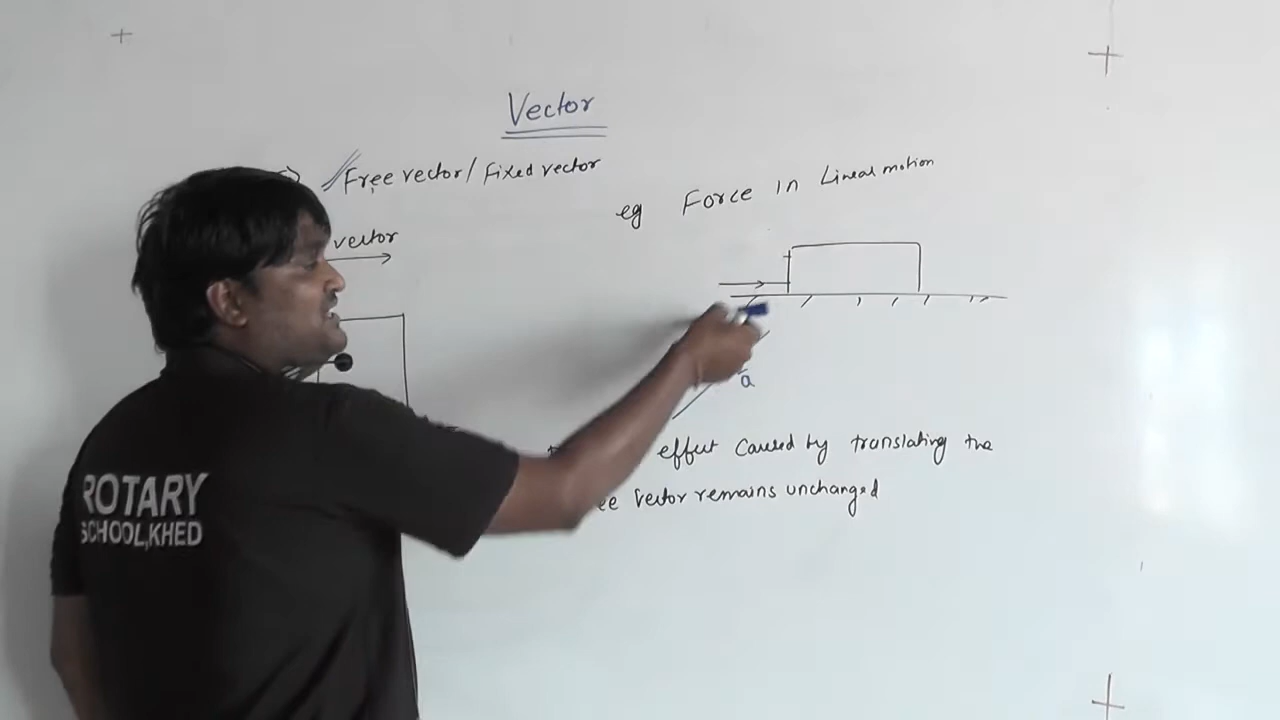 Vector
Free vector/ Fixed vector
eg Force in Linear motion
vector
a
effect caused by translating the
ee Vector remains unchanged
ROTARY
SCHOOL,KHED